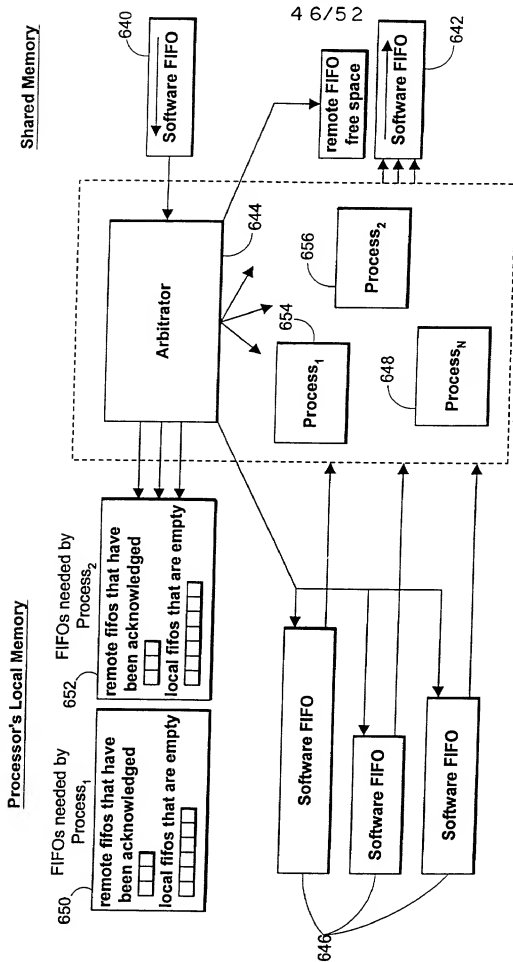 46/52
Processor's Local Memory
Shared Memory
650
FIFOs needed by
Process1
remote fifos that have
been acknowledged
local fifos that are empty
652
FIFOs needed by
Process2
remote fifos that have
been acknowledged
local fifos that are empty
Arbitrator
644
640
Software FIFO
remote FIFO
free space
Software FIFO
642
654
Process1
656
Process2
648
ProcessN
Software FIFO
Software FIFO
Software FIFO
646